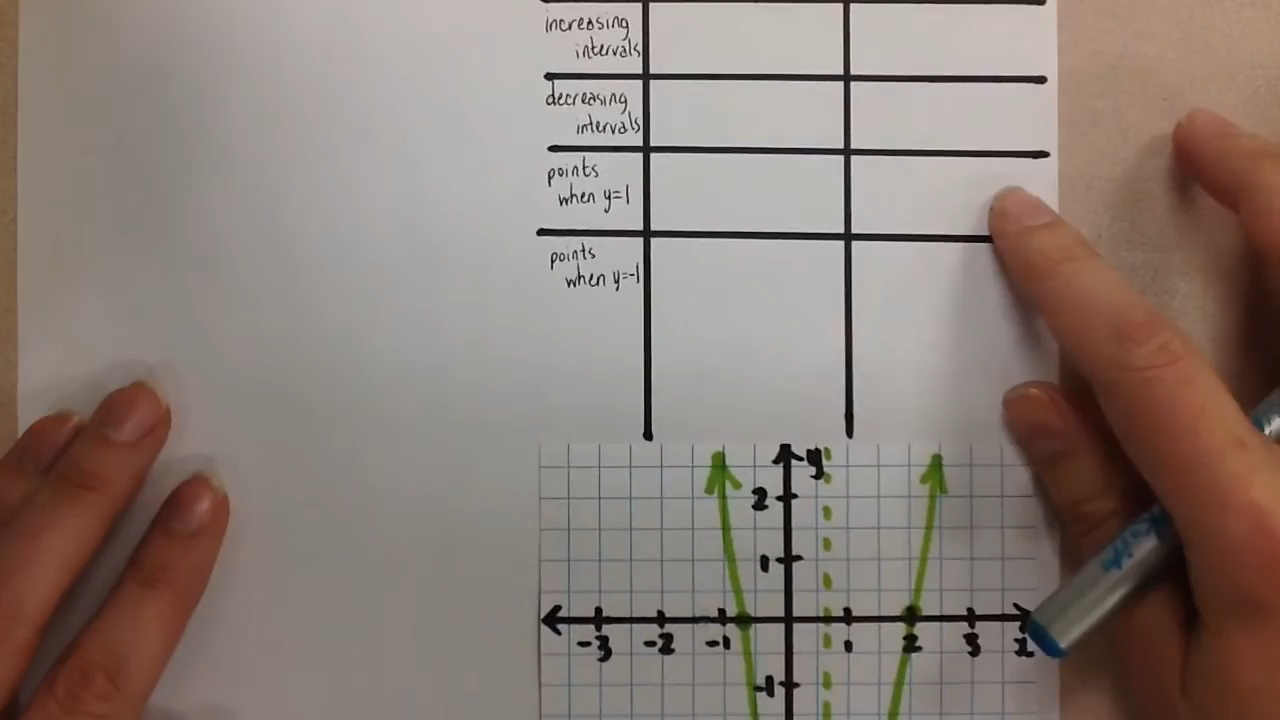 increasing
intervals
decreasing
intervals
points
when y=1
points
when y=-1
y
2
1
-3 -2 -1 1 2 3 x
-1